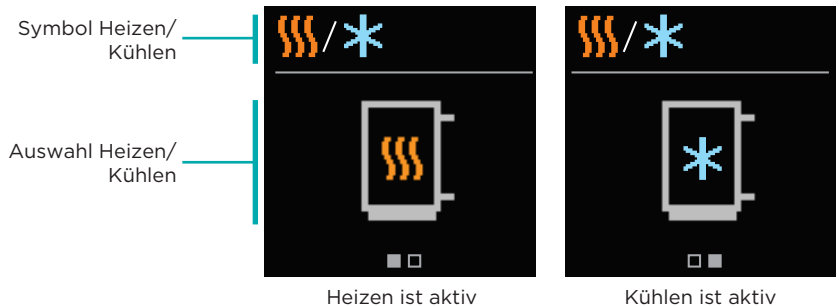 Symbol Heizen/
Kühlen
/
/
Auswahl Heizen/
Kühlen
Heizen ist aktiv
Kühlen ist aktiv